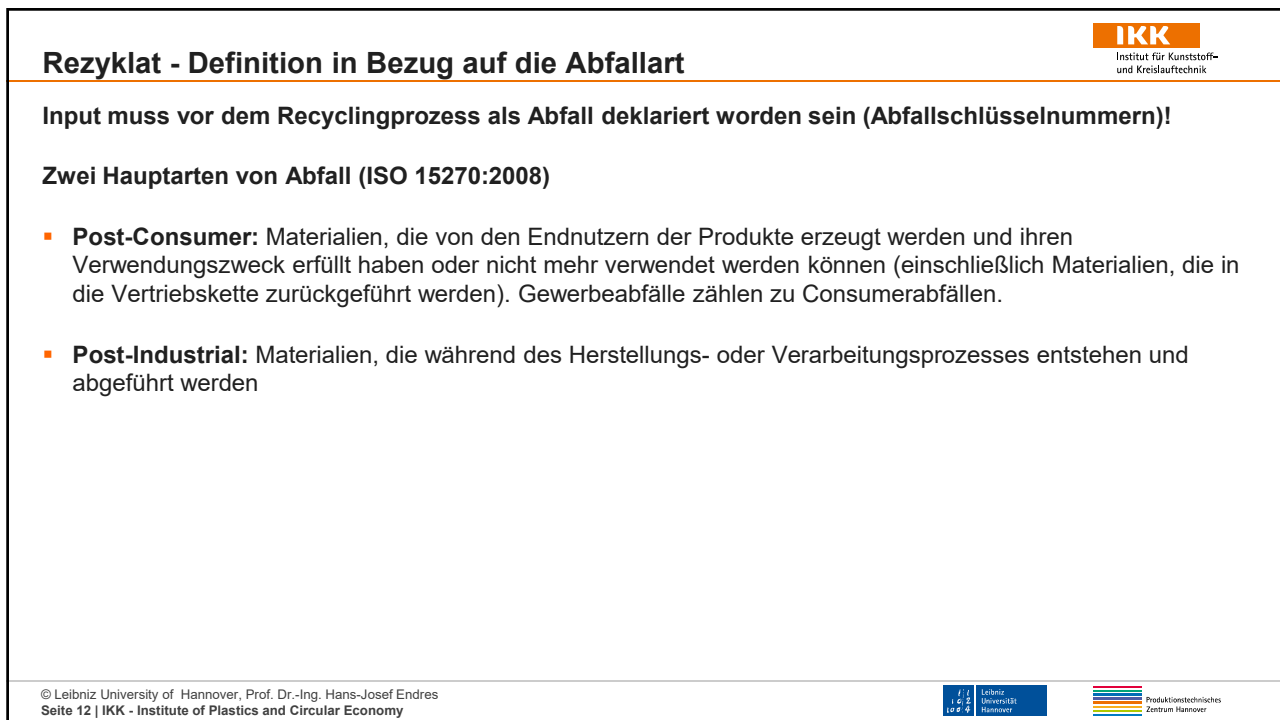 IKK
Institut für Kunststoff-
und Kreislauftechnik
Rezyklat - Definition in Bezug auf die Abfallart
Input muss vor dem Recyclingprozess als Abfall deklariert worden sein (Abfallschlüsselnummern)!
Zwei Hauptarten von Abfall (ISO 15270:2008)
▪ Post-Consumer: Materialien, die von den Endnutzern der Produkte erzeugt werden und ihren
Verwendungszweck erfüllt haben oder nicht mehr verwendet werden können (einschließlich Materialien, die in
die Vertriebskette zurückgeführt werden). Gewerbeabfälle zählen zu Consumerabfällen.
▪ Post-Industrial: Materialien, die während des Herstellungs- oder Verarbeitungsprozesses entstehen und
abgeführt werden
© Leibniz University of Hannover, Prof. Dr.-Ing. Hans-Josef Endres
Seite 12 | IKK - Institute of Plastics and Circular Economy
Leibniz
Universität
Hannover
Produktionstechnisches
Zentrum Hannover